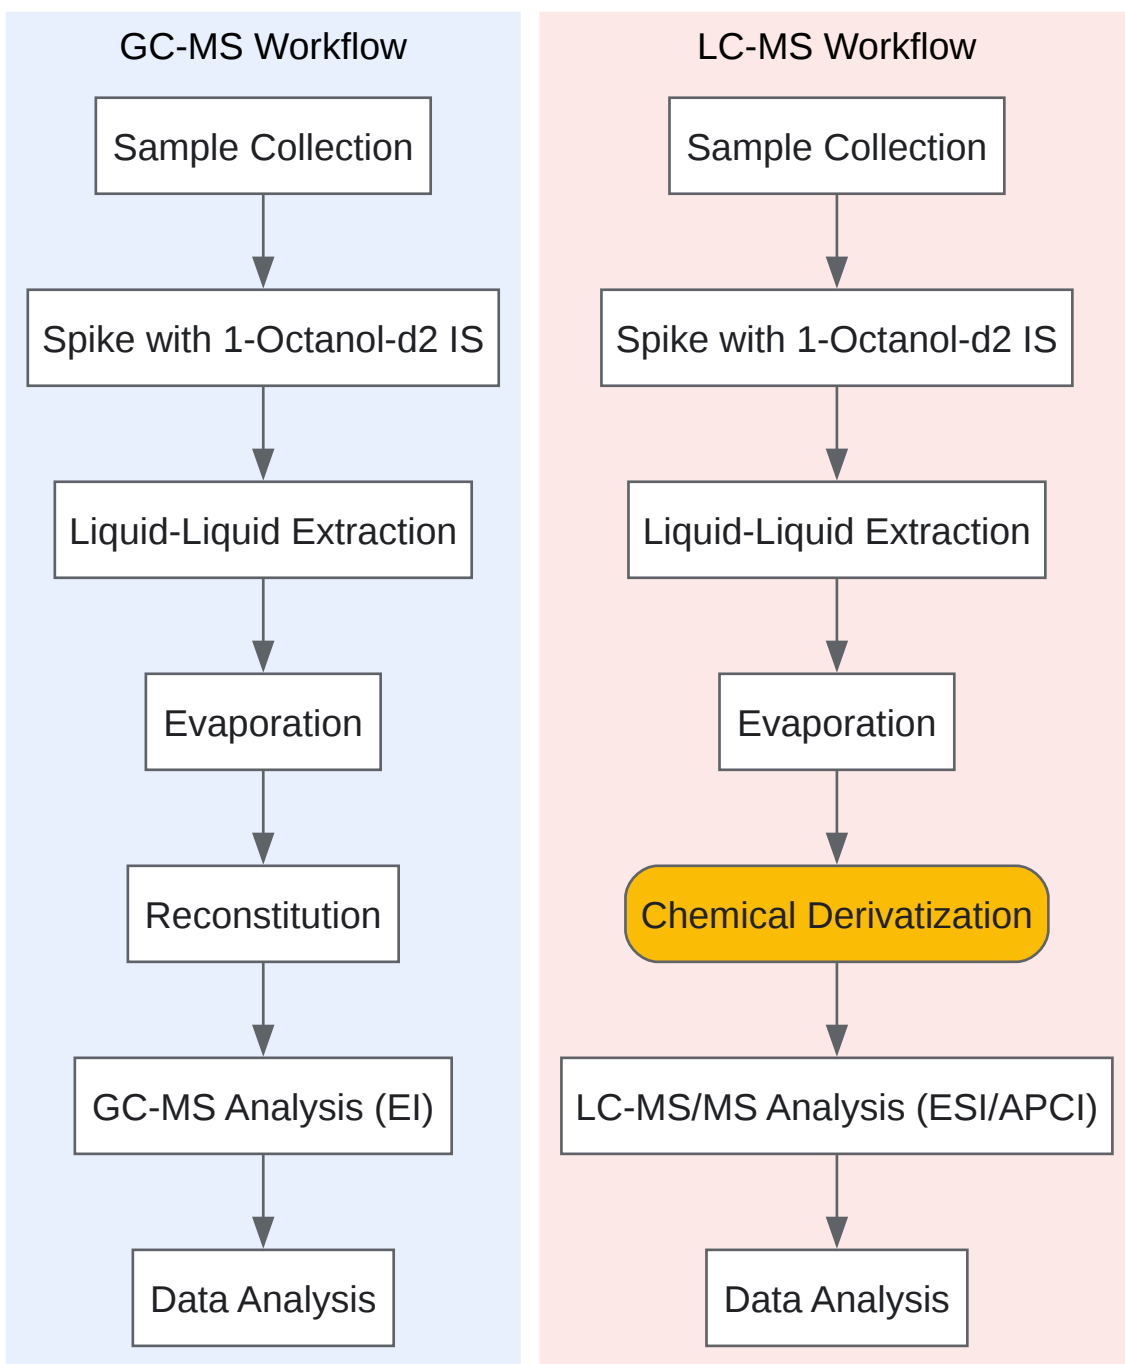 GC-MS Workflow
Sample Collection
Spike with 1-Octanol-d2 IS
Liquid-Liquid Extraction
Evaporation
Reconstitution
GC-MS Analysis (EI)
Data Analysis
LC-MS Workflow
Sample Collection
Spike with 1-Octanol-d2 IS
Liquid-Liquid Extraction
Evaporation
Chemical Derivatization
LC-MS/MS Analysis (ESI/APCI)
Data Analysis